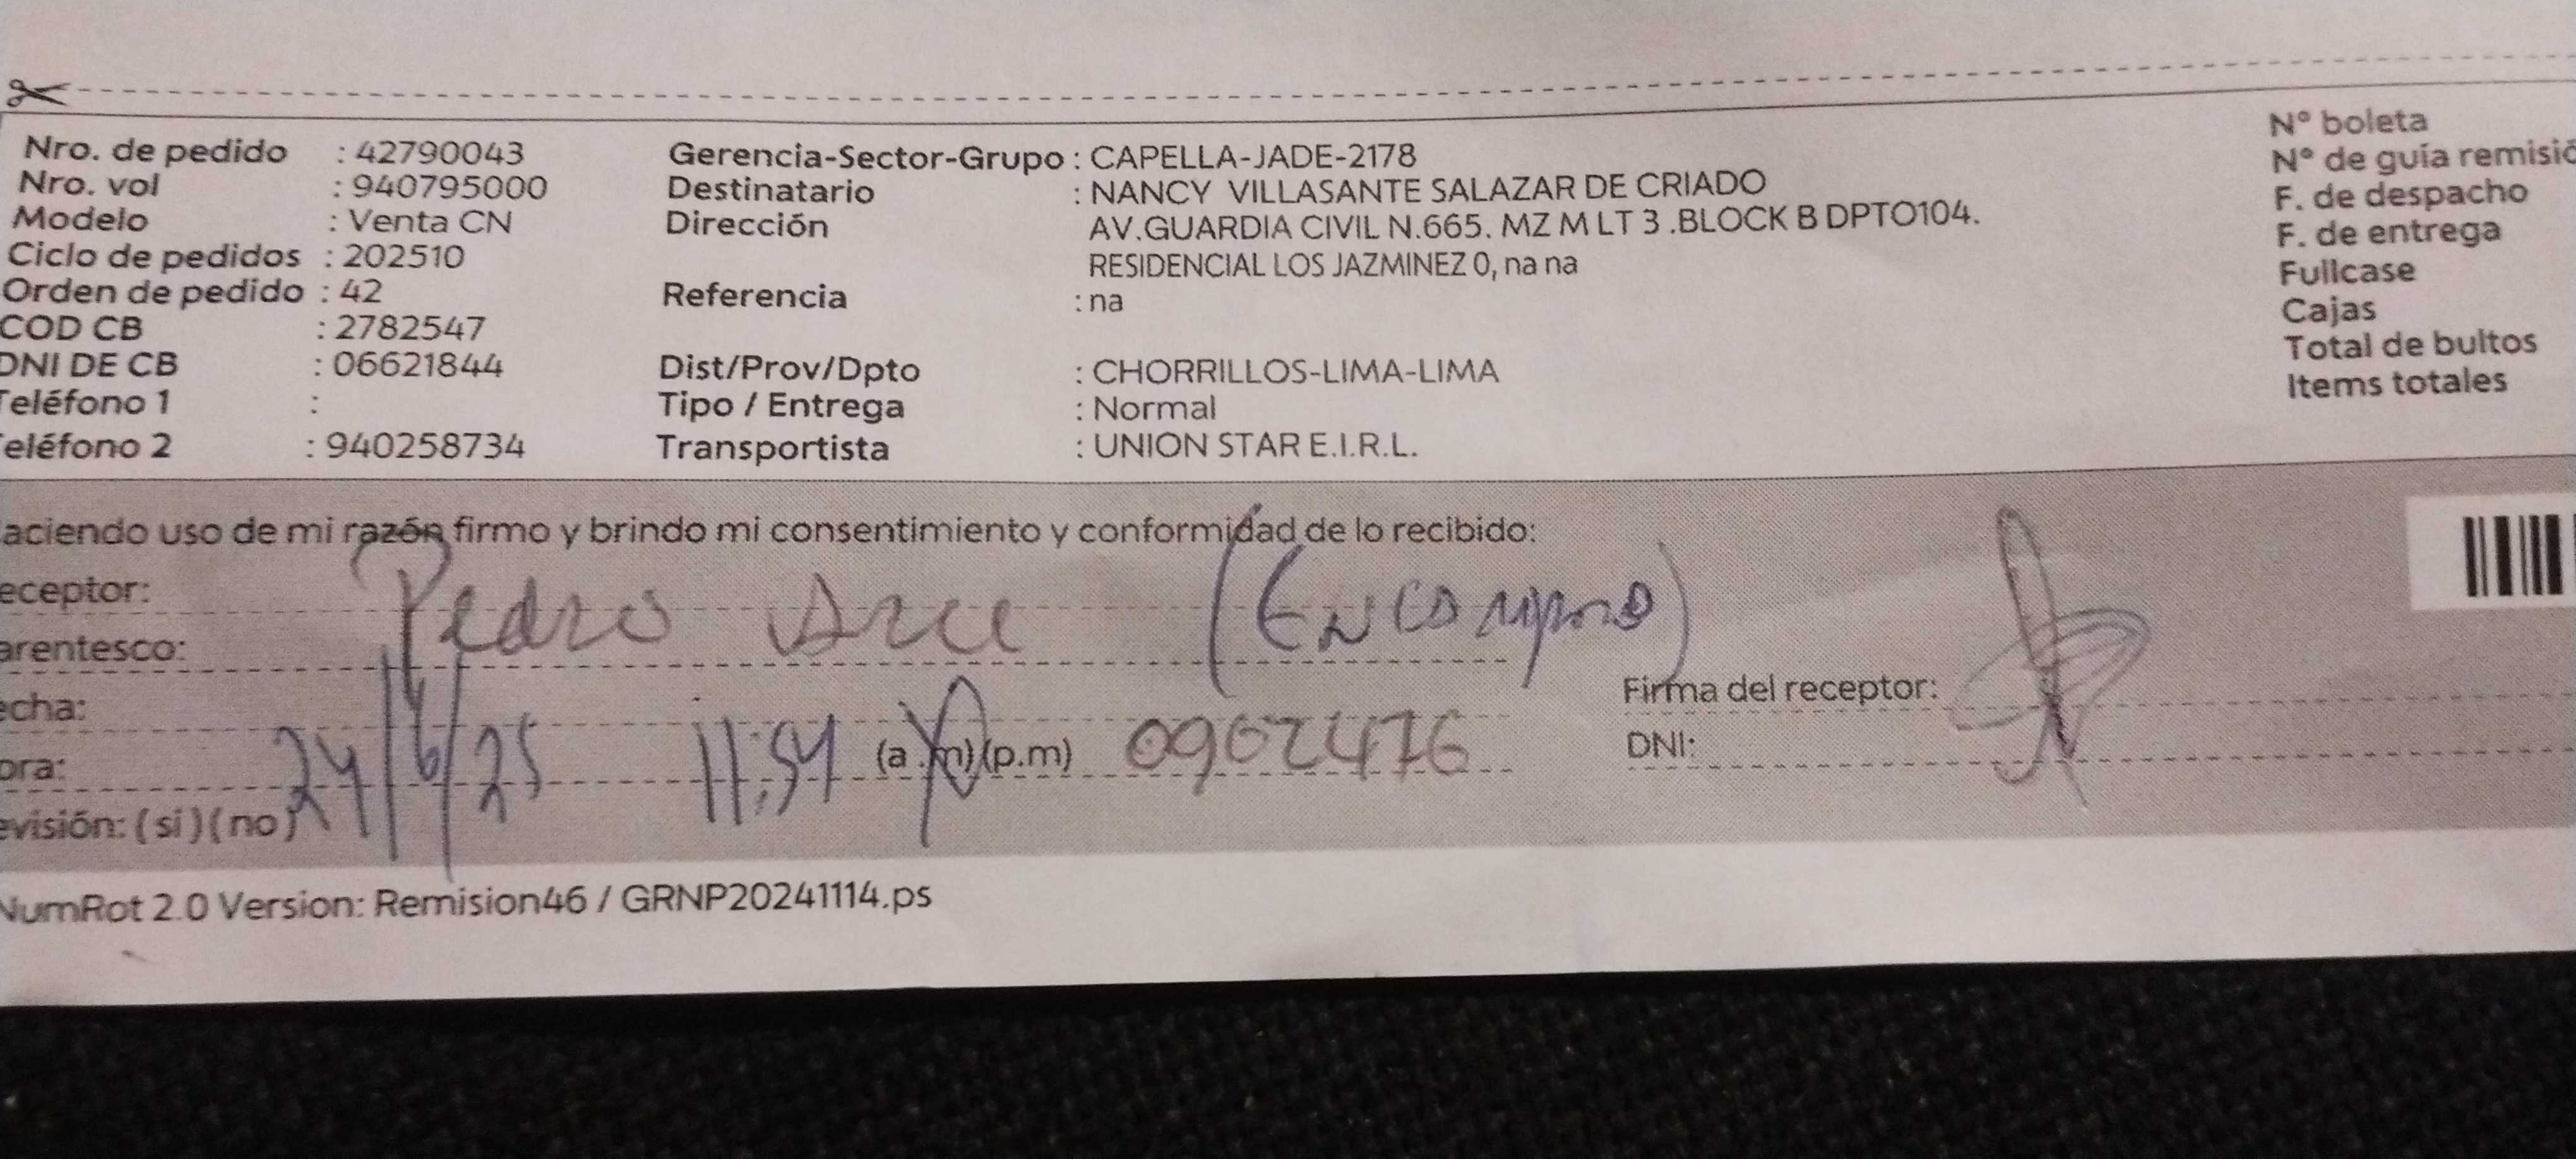 Nro. de pedido : 42790043 Gerencia-Sector-Grupo : CAPELLA-JADE-2178 N° boleta
Nro. vol : 940795000 Destinatario : NANCY VILLASANTE SALAZAR DE CRIADO N° de guía remisió
Modelo : Venta CN Dirección AV.GUARDIA CIVIL N.665. MZ M LT 3 .BLOCK B DPTO104. F. de despacho
Ciclo de pedidos : 202510 RESIDENCIAL LOS JAZMINEZ 0, na na F. de entrega
Orden de pedido : 42 Referencia : na Fullcase
COD CB : 2782547 Cajas
DNI DE CB : 06621844 Dist/Prov/Dpto : CHORRILLOS-LIMA-LIMA Total de bultos
Teléfono 1 : Tipo / Entrega : Normal Items totales
eléfono 2 : 940258734 Transportista : UNION STAR E.I.R.L.
aciendo uso de mi razón firmo y brindo mi consentimiento y conformidad de lo recibido:
eceptor: Pedro Arce
arentesco:
echa: 24/6/25 Firma del receptor:
ora: 11:54 (a .m)(p.m) 09602476 DNI:
evisión: ( si )( no )
NumRot 2.0 Version: Remision46 / GRNP20241114.ps